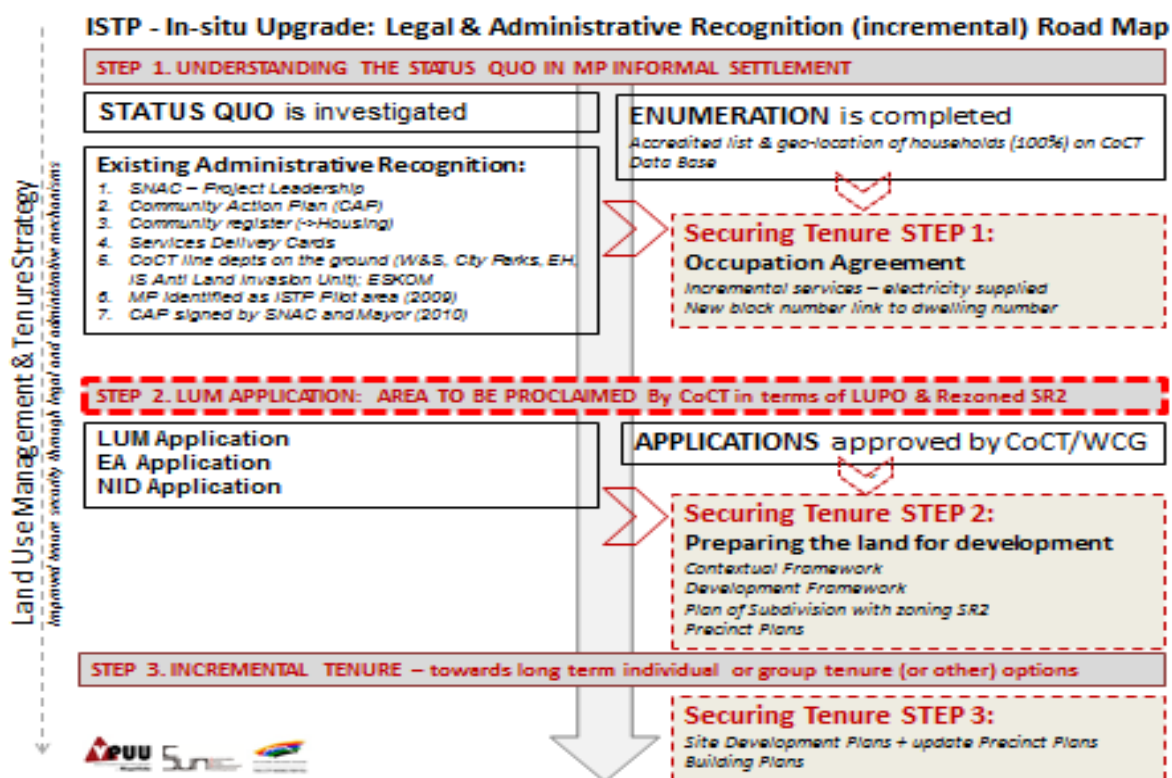 ISTP - In-situ Upgrade: Legal & Administrative Recognition (incremental) Road Map
STEP 1. UNDERSTANDING THE STATUS QUO IN MP INFORMAL SETTLEMENT
STATUS QUO is investigated
Existing Administrative Recognition:
1. SNAC – Project Leadership
2. Community Action Plan (CAP)
3. Community register (->Housing)
4. Services Delivery Cards
5. CoCT line depts on the ground (W&S, City Parks, EH,
IS Anti Land Invasion Unit); ESKOM
6. MP Identified as ISTP Pilot area (2009)
7. CAP signed by SNAC and Mayor (2010)
ENUMERATION is completed
Accredited list & geo-location of households (100%) on CoCT
Data Base
Securing Tenure STEP 1:
Occupation Agreement
Incremental services – electricity supplied
New block number link to dwelling number
STEP 2. LUM APPLICATION: AREA TO BE PROCLAIMED By CoCT in terms of LUPO & Rezoned SR2
LUM Application
EA Application
NID Application
APPLICATIONS approved by CoCT/WCG
Securing Tenure STEP 2:
Preparing the land for development
Contextual Framework
Development Framework
Plan of Subdivision with zoning SR2
Precinct Plans
STEP 3. INCREMENTAL TENURE – towards long term individual or group tenure (or other) options
Securing Tenure STEP 3:
Site Development Plans + update Precinct Plans
Building Plans
Land Use Management & Tenure Strategy
Improved tenure security through legal and administrative mechanisms
VPUU